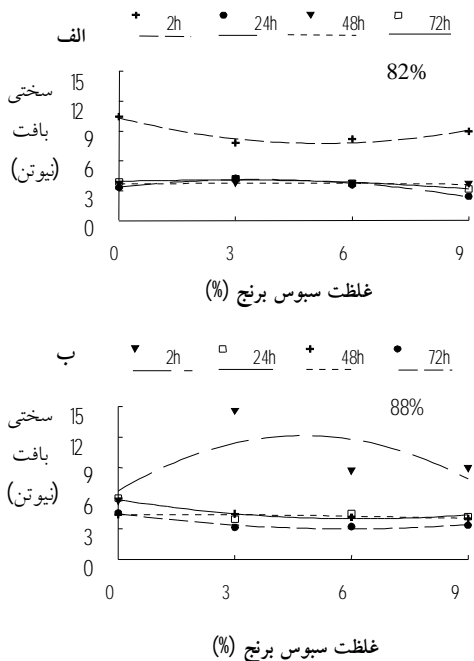 الف
2h 24h 48h 72h
82%
سختی
بافت
(نیوتن)
15
12
9
6
3
0
0 3 6 9
غلظت سبوس برنج (%)
ب
2h 24h 48h 72h
88%
سختی
بافت
(نیوتن)
15
12
9
6
3
0
0 3 6 9
غلظت سبوس برنج (%)